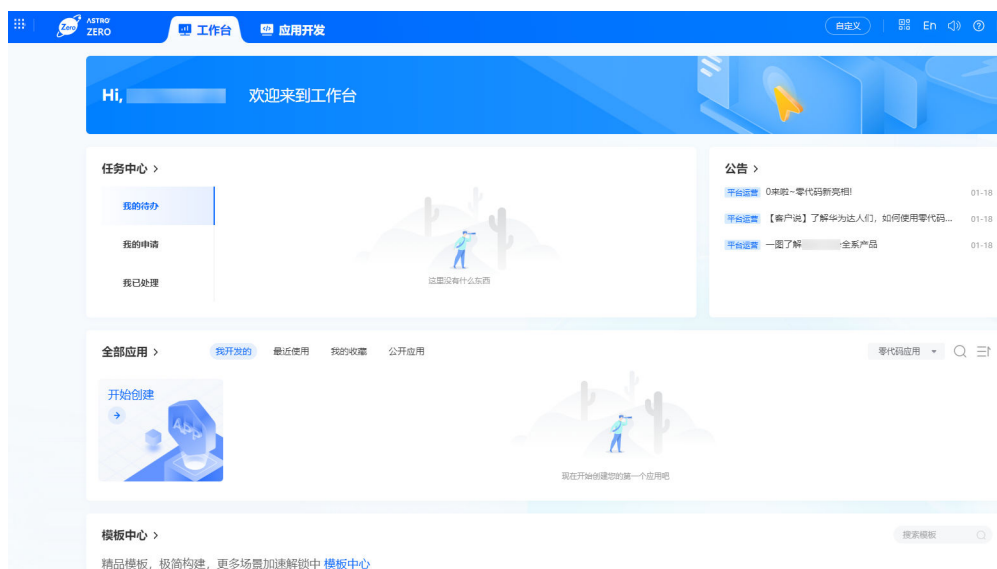 Zero ASTRO ZERO 工作台 应用开发 自定义 En
Hi, 欢迎来到工作台
任务中心
我的待办
我的申请
我已处理
这里没有什么东西
公告
平台运营 0来啦~零代码新亮相! 01-18
平台运营 【客户说】了解华为达人们，如何使用零代码... 01-18
平台运营 一图了解 全系产品 01-18
全部应用 我开发的 最近使用 我的收藏 公开应用 零代码应用
开始创建
App
现在开始创建您的第一个应用吧
模板中心 搜索模板
精品模板，极简构建，更多场景加速解锁中 模板中心